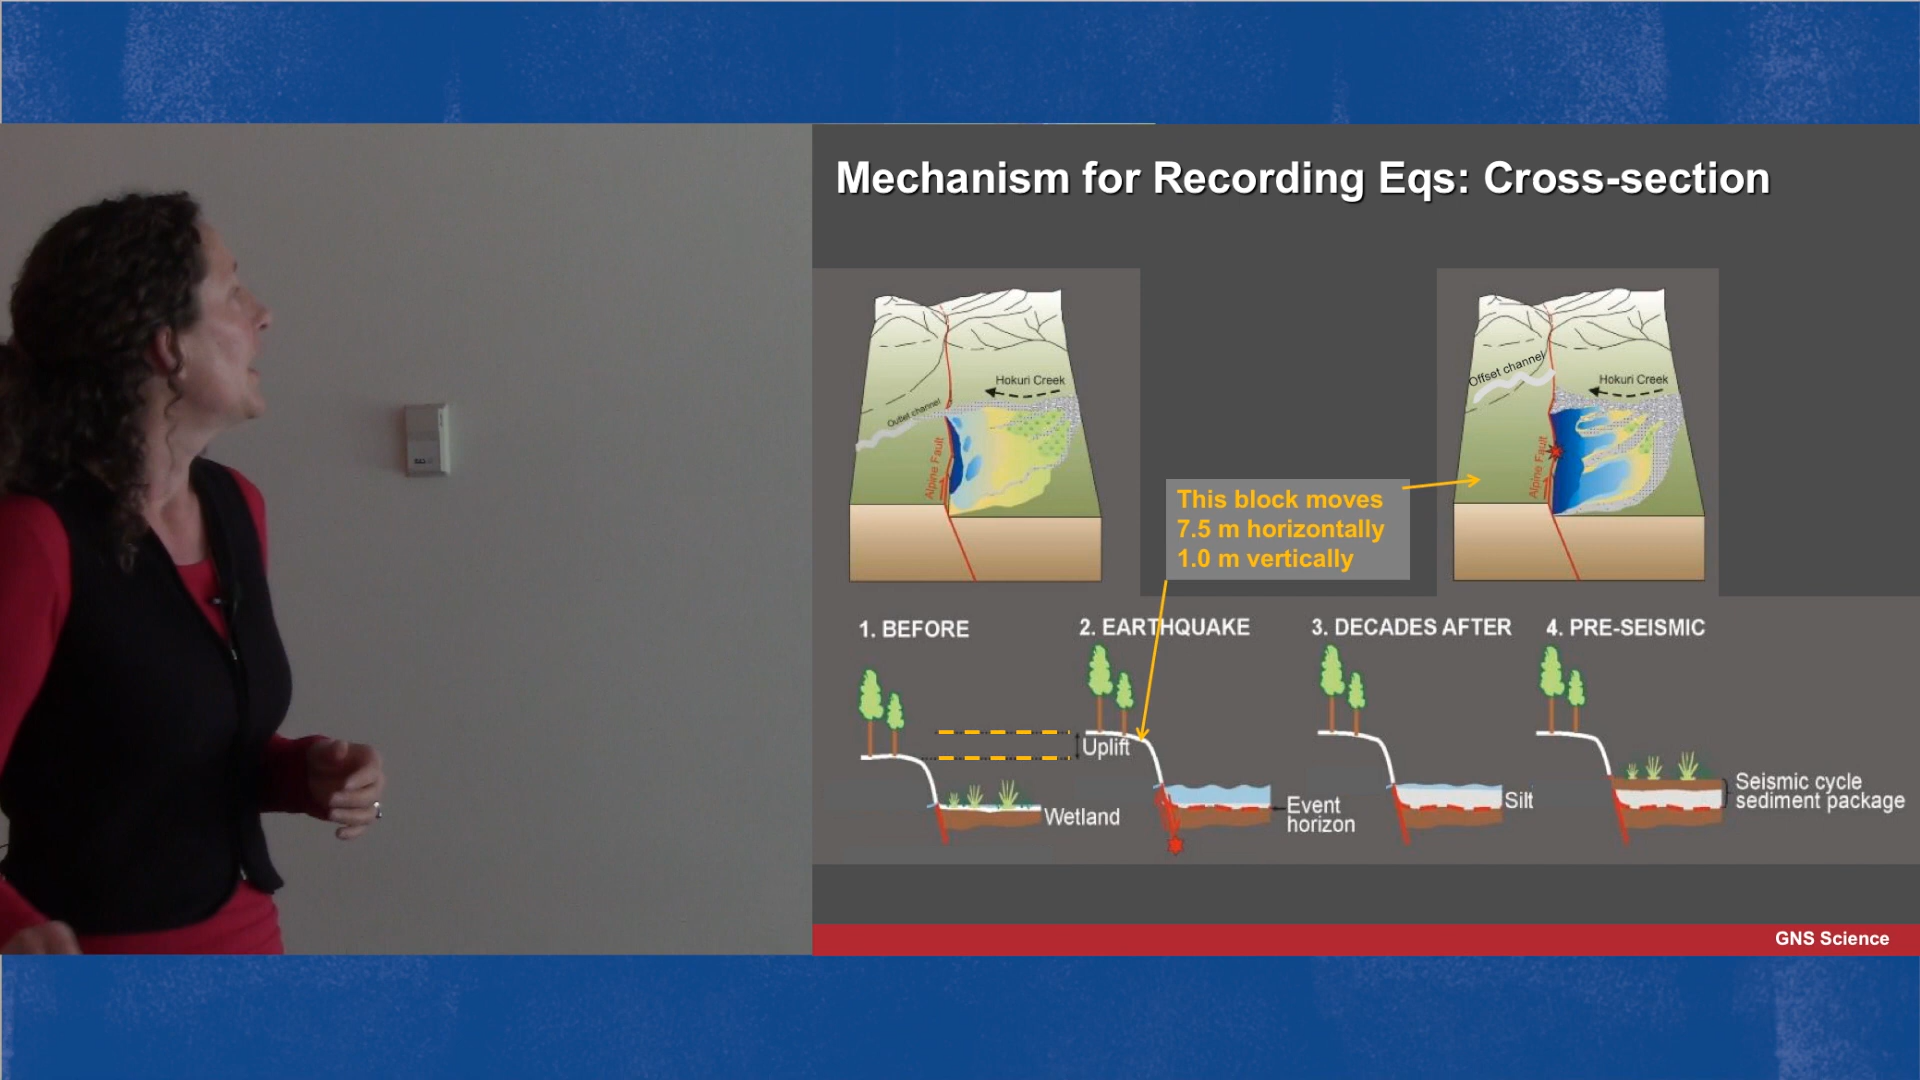 Mechanism for Recording Eqs: Cross-section
Hokuri Creek
Outlet channel
Alpine Fault
Offset channel
Hokuri Creek
Alpine Fault
This block moves
7.5 m horizontally
1.0 m vertically
1. BEFORE
2. EARTHQUAKE
3. DECADES AFTER
4. PRE-SEISMIC
Uplift
Wetland
Event
horizon
Silt
Seismic cycle
sediment package
GNS Science